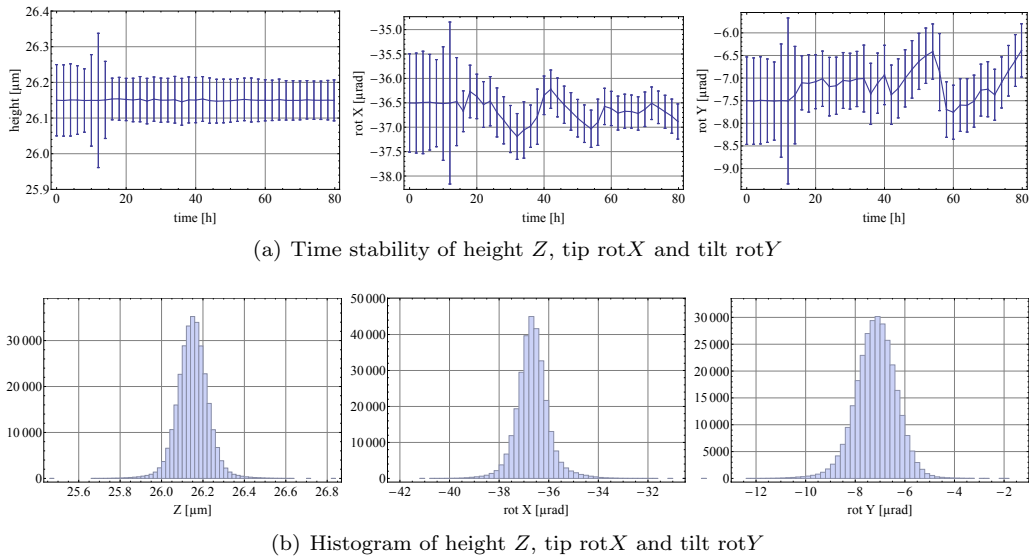 26.4
26.3
26.2
26.1
26.0
25.9
height [μm]
0 20 40 60 80
time [h]
−35.0
−35.5
−36.0
−36.5
−37.0
−37.5
−38.0
rot X [μrad]
0 20 40 60 80
time [h]
−6.0
−6.5
−7.0
−7.5
−8.0
−8.5
−9.0
rot Y [μrad]
0 20 40 60 80
time [h]
(a) Time stability of height Z, tip rotX and tilt rotY
30 000
20 000
10 000
0
25.6 25.8 26.0 26.2 26.4 26.6 26.8
Z [μm]
50 000
40 000
30 000
20 000
10 000
0
−42 −40 −38 −36 −34 −32
rot X [μrad]
30 000
25 000
20 000
15 000
10 000
5000
0
−12 −10 −8 −6 −4 −2
rot Y [μrad]
(b) Histogram of height Z, tip rotX and tilt rotY